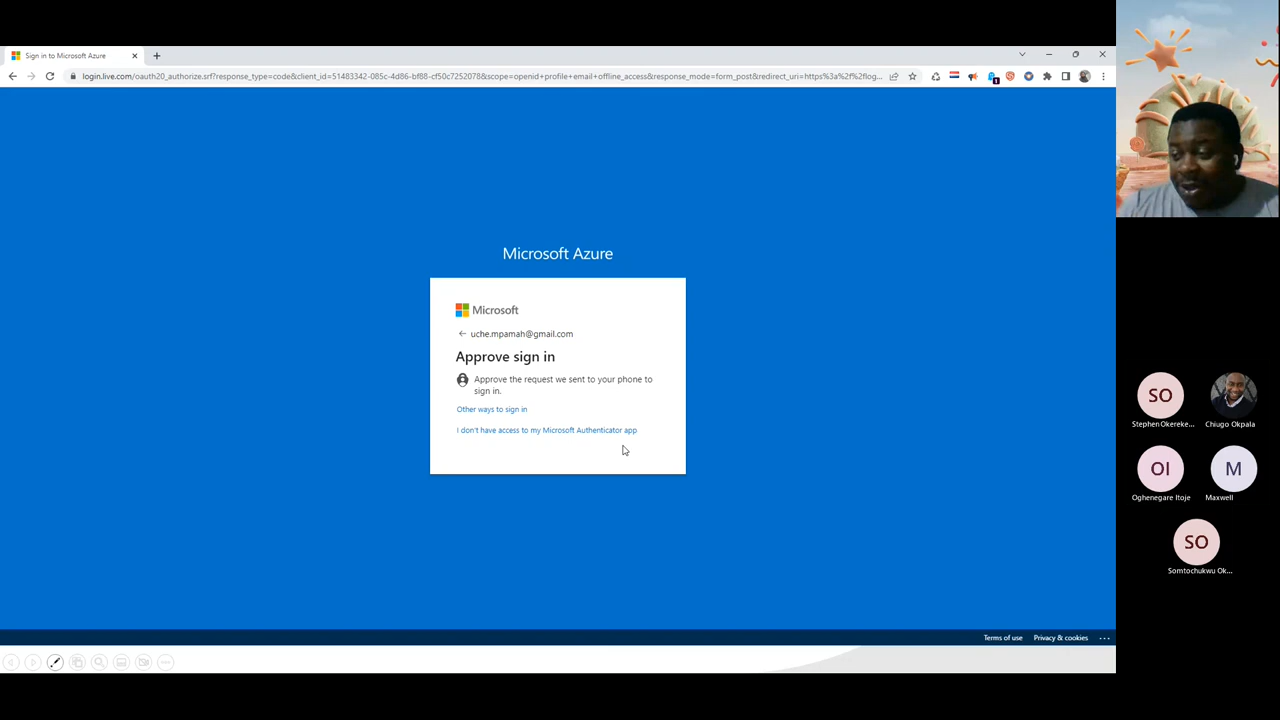 Sign in to Microsoft Azure
login.live.com/oauth20_authorize.srf?response_type=code&client_id=51483342-085c-4d86-bf88-cf50c7252078&scope=openid+profile+email+offline_access&response_mode=form_post&redirect_uri=https%3a%2f%2flog...
1
Microsoft Azure
Microsoft
uche.mpamah@gmail.com
Approve sign in
Approve the request we sent to your phone to
sign in.
Other ways to sign in
I don't have access to my Microsoft Authenticator app
Terms of use Privacy & cookies ...
SO
Stephen Okereke... Chiugo Okpala
OI M
Oghenegare Itoje Maxwell
SO
Somtochukwu Ok...